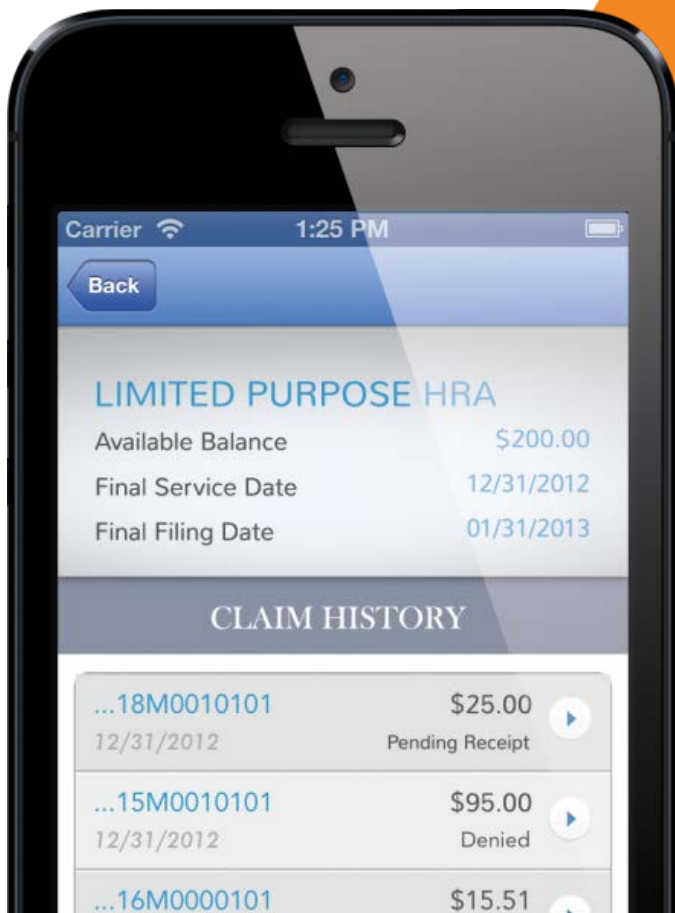 Carrier 1:25 PM
Back
LIMITED PURPOSE HRA
Available Balance $200.00
Final Service Date 12/31/2012
Final Filing Date 01/31/2013
CLAIM HISTORY
...18M0010101 $25.00
12/31/2012 Pending Receipt
...15M0010101 $95.00
12/31/2012 Denied
...16M0000101 $15.51